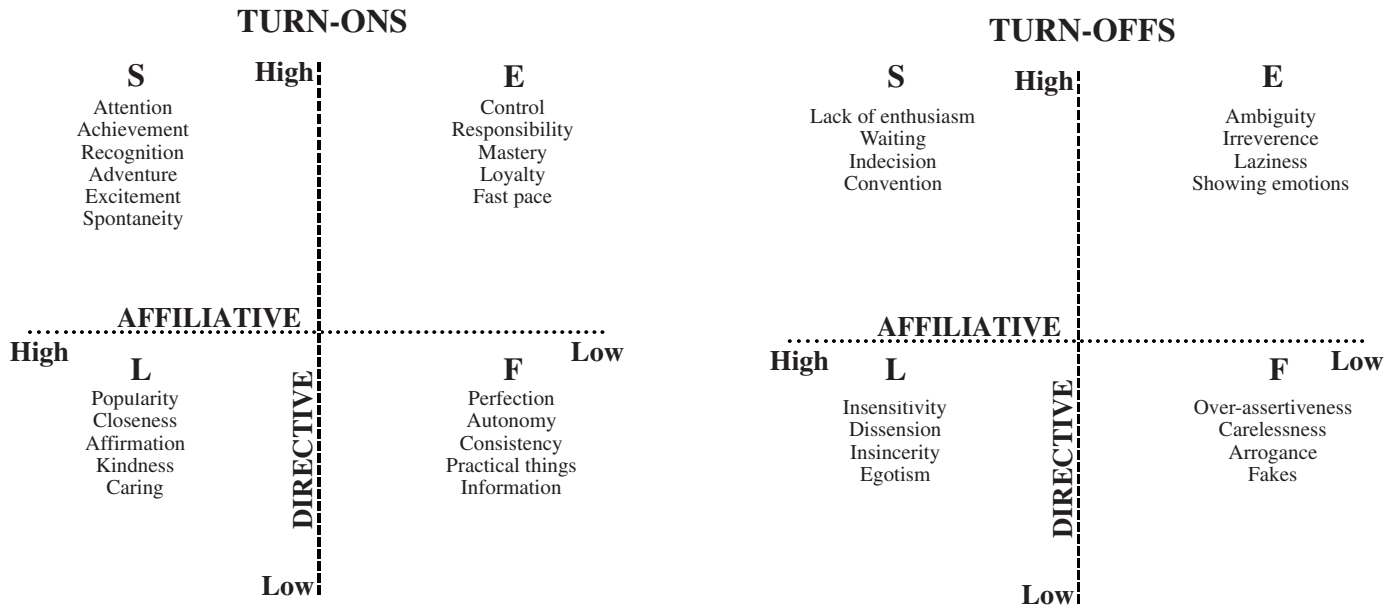 TURN-ONS
High
S
Attention
Achievement
Recognition
Adventure
Excitement
Spontaneity
E
Control
Responsibility
Mastery
Loyalty
Fast pace
AFFILIATIVE
High
Low
L
Popularity
Closeness
Affirmation
Kindness
Caring
DIRECTIVE
F
Perfection
Autonomy
Consistency
Practical things
Information
Low
TURN-OFFS
High
S
Lack of enthusiasm
Waiting
Indecision
Convention
E
Ambiguity
Irreverence
Laziness
Showing emotions
AFFILIATIVE
High
Low
L
Insensitivity
Dissension
Insincerity
Egotism
DIRECTIVE
F
Over-assertiveness
Carelessness
Arrogance
Fakes
Low